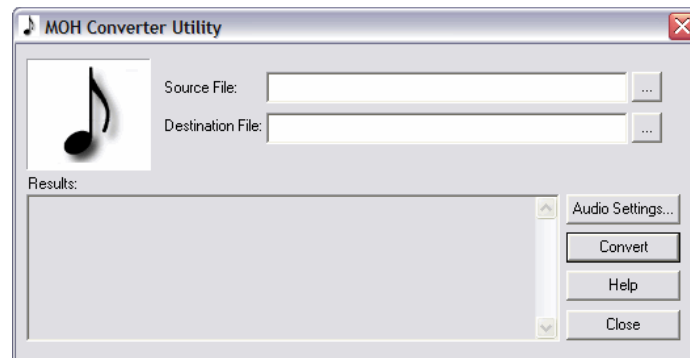 MOH Converter Utility
Source File:
...
Destination File:
...
Results:
Audio Settings...
Convert
Help
Close